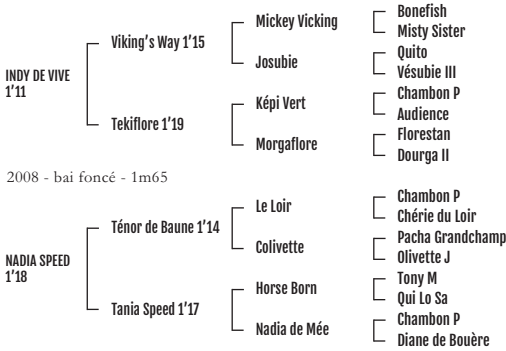 INDY DE VIVE
1'11
Viking's Way 1'15
Tekiflore 1'19
Mickey Vicking
Josubie
Képi Vert
Morgaflore
Bonefish
Misty Sister
Quito
Vésubie III
Chambon P
Audience
Florestan
Dourga II
2008 - bai foncé - 1m65
NADIA SPEED
1'18
Ténor de Baune 1'14
Tania Speed 1'17
Le Loir
Colivette
Horse Born
Nadia de Mée
Chambon P
Chérie du Loir
Pacha Grandchamp
Olivette J
Tony M
Qui Lo Sa
Chambon P
Diane de Bouère